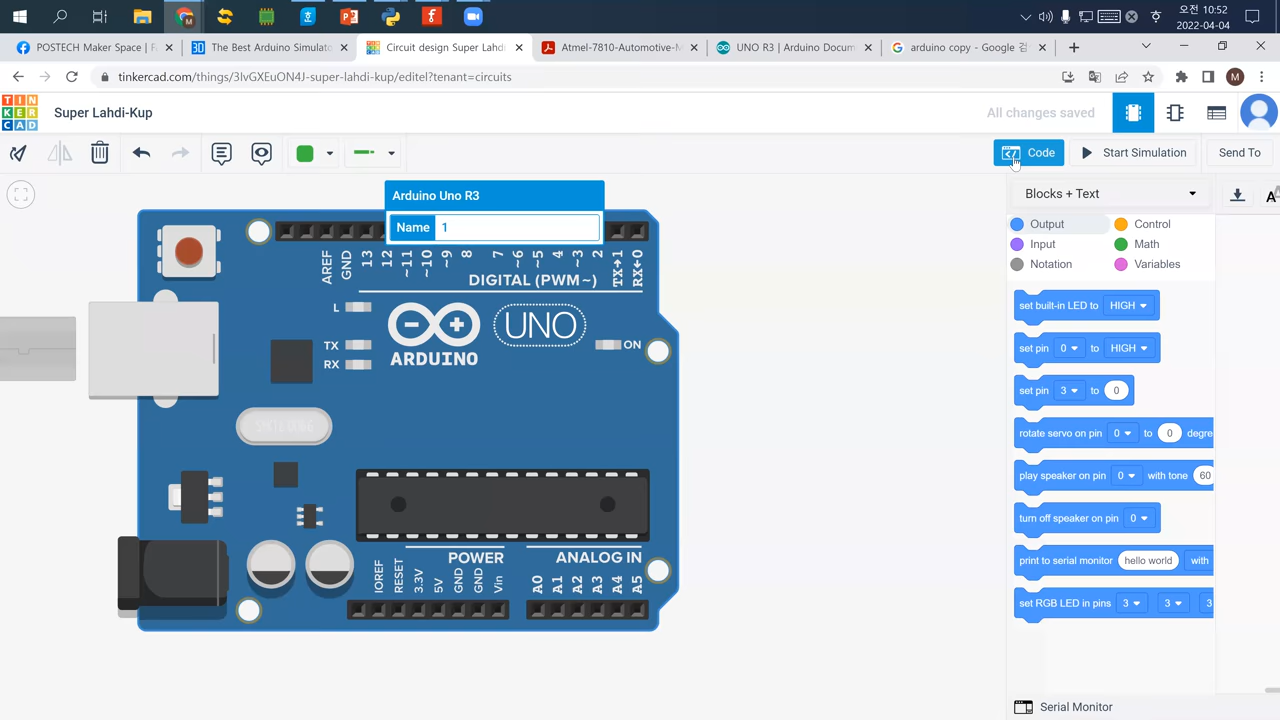 오전 10:52
2022-04-04
POSTECH Maker Space | F
The Best Arduino Simulato
Circuit design Super Lahdi
Atmel-7810-Automotive-M
UNO R3 | Arduino Docum
arduino copy - Google 검
tinkercad.com/things/3lvGXEuON4J-super-lahdi-kup/editel?tenant=circuits
M
TIN
KER
CAD
Super Lahdi-Kup
All changes saved
Code
Start Simulation
Send To
Arduino Uno R3
Name 1
Blocks + Text
Output
Control
Input
Math
Notation
Variables
set built-in LED to HIGH
set pin 0 to HIGH
set pin 3 to 0
rotate servo on pin 0 to 0 degre
play speaker on pin 0 with tone 60
turn off speaker on pin 0
print to serial monitor hello world with
set RGB LED in pins 3 3 3
Serial Monitor
AREF GND 13 12 ~11 ~10 ~9 8 7 ~6 ~5 4 ~3 2 TX→1 RX←0
DIGITAL (PWM~)
L
TX
RX
ARDUINO
UNO
ON
POWER
ANALOG IN
IOREF RESET 3.3V 5V GND GND Vin A0 A1 A2 A3 A4 A5